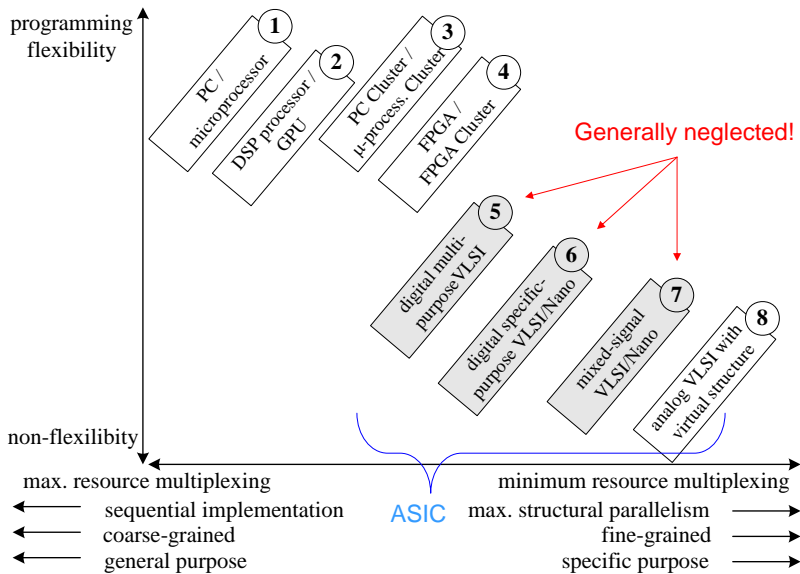 programming
flexibility
1
PC /
microprocessor
2
DSP processor /
GPU
3
PC Cluster /
µ-process. Cluster
4
FPGA /
FPGA Cluster
Generally neglected!
5
digital multi-
purpose VLSI
6
digital specific-
purpose VLSI/Nano
7
mixed-signal
VLSI/Nano
8
analog VLSI with
virtual structure
non-flexilibity
max. resource multiplexing
minimum resource multiplexing
sequential implementation
ASIC
max. structural parallelism
coarse-grained
fine-grained
general purpose
specific purpose